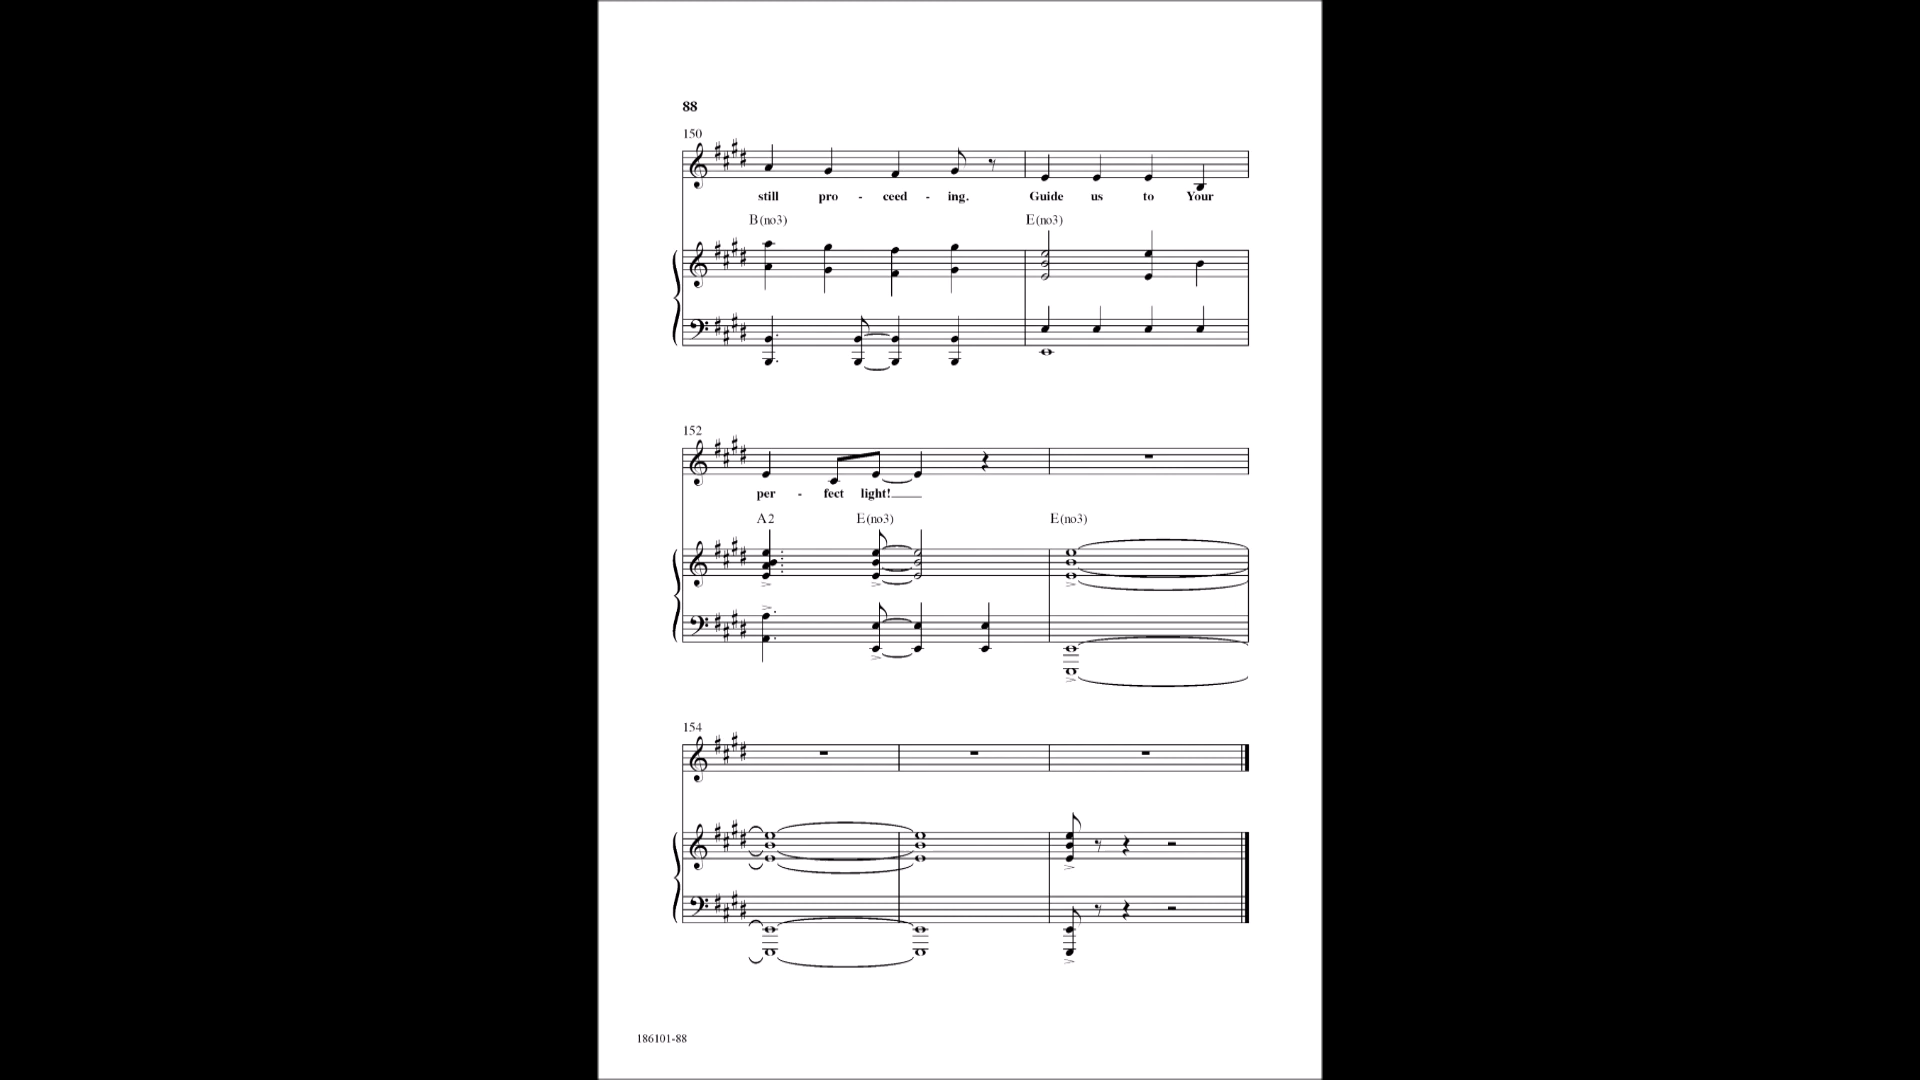 88
150
still pro - ceed - ing. Guide us to Your
B(no3) E(no3)
152
per - fect light!
A2 E(no3) E(no3)
154
186101-88